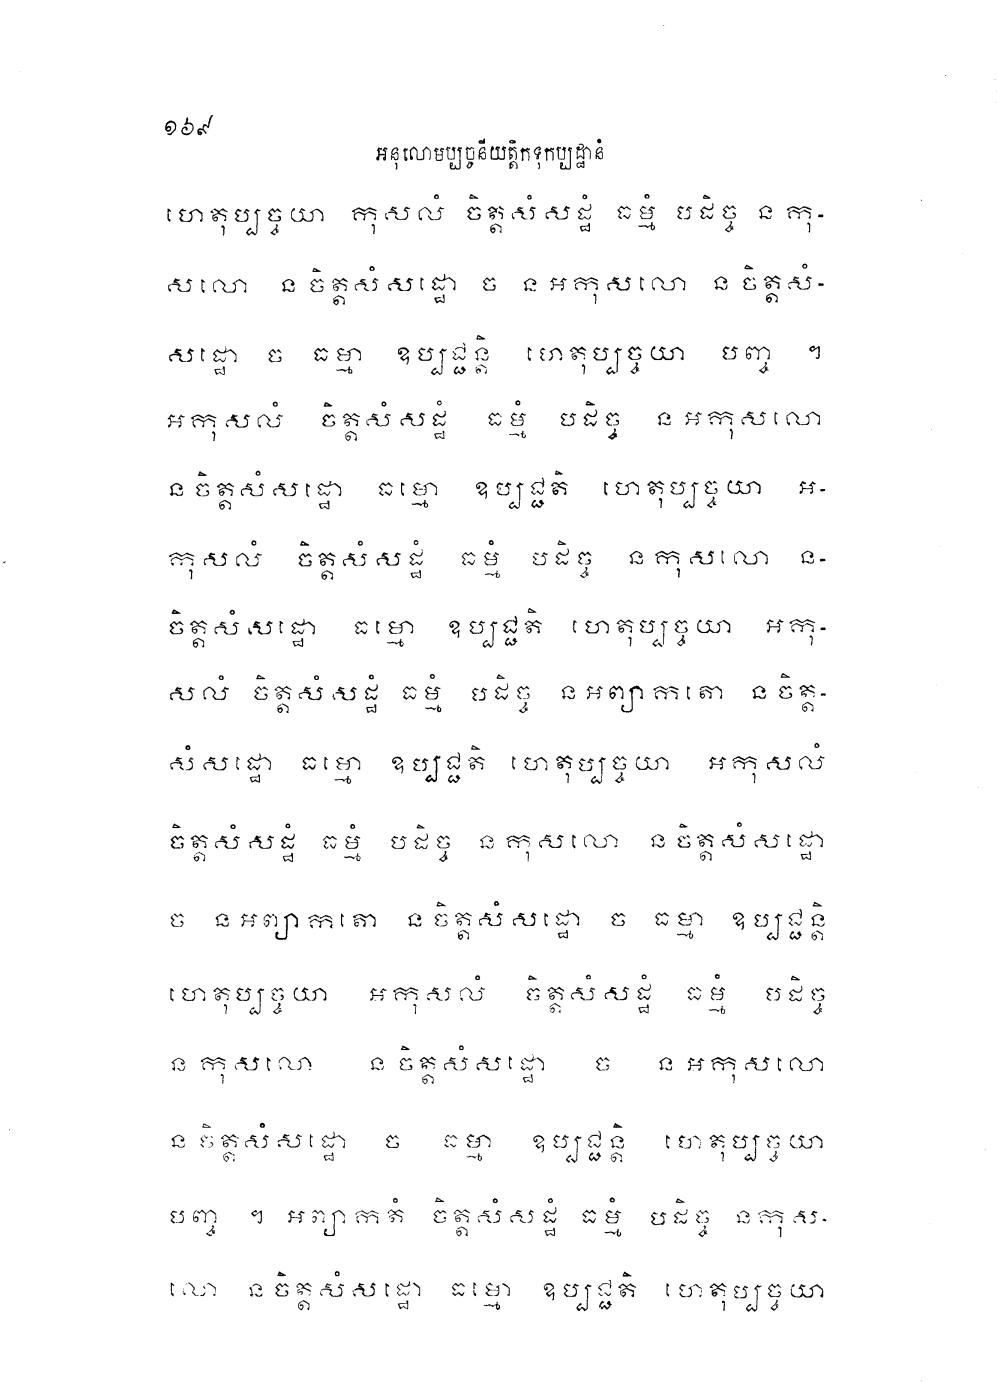 ១៦៩
អនុលោមប្បច្ចនីយត្តិកទុកប្បដ្ឋានំ
ហេតុប្បច្ចយា កុសលំ ចិត្តសំសដ្ឋំ ធម្មំ បដិច្ច ន កុ-
សលោ ន ចិត្តសំសដ្ឋោ ច ន អកុសលោ ន ចិត្តសំ-
សដ្ឋោ ច ធម្មា ឧប្បជ្ជន្តិ ហេតុប្បច្ចយា បញ្ច ។
អកុសលំ ចិត្តសំសដ្ឋំ ធម្មំ បដិច្ច ន អកុសលោ
ន ចិត្តសំសដ្ឋោ ធម្មោ ឧប្បជ្ជតិ ហេតុប្បច្ចយា អ-
កុសលំ ចិត្តសំសដ្ឋំ ធម្មំ បដិច្ច ន កុសលោ ន-
ចិត្តសំសដ្ឋោ ធម្មោ ឧប្បជ្ជតិ ហេតុប្បច្ចយា អកុ-
សលំ ចិត្តសំសដ្ឋំ ធម្មំ បដិច្ច ន អព្យាកតោ ន ចិត្ត-
សំសដ្ឋោ ធម្មោ ឧប្បជ្ជតិ ហេតុប្បច្ចយា អកុសលំ
ចិត្តសំសដ្ឋំ ធម្មំ បដិច្ច ន កុសលោ ន ចិត្តសំសដ្ឋោ
ច ន អព្យាកតោ ន ចិត្តសំសដ្ឋោ ច ធម្មា ឧប្បជ្ជន្តិ
ហេតុប្បច្ចយា អកុសលំ ចិត្តសំសដ្ឋំ ធម្មំ បដិច្ច
ន កុសលោ ន ចិត្តសំសដ្ឋោ ច ន អកុសលោ
ន ចិត្តសំសដ្ឋោ ច ធម្មា ឧប្បជ្ជន្តិ ហេតុប្បច្ចយា
បញ្ច ។ អព្យាកតំ ចិត្តសំសដ្ឋំ ធម្មំ បដិច្ច ន កុស-
លោ ន ចិត្តសំសដ្ឋោ ធម្មោ ឧប្បជ្ជតិ ហេតុប្បច្ចយា